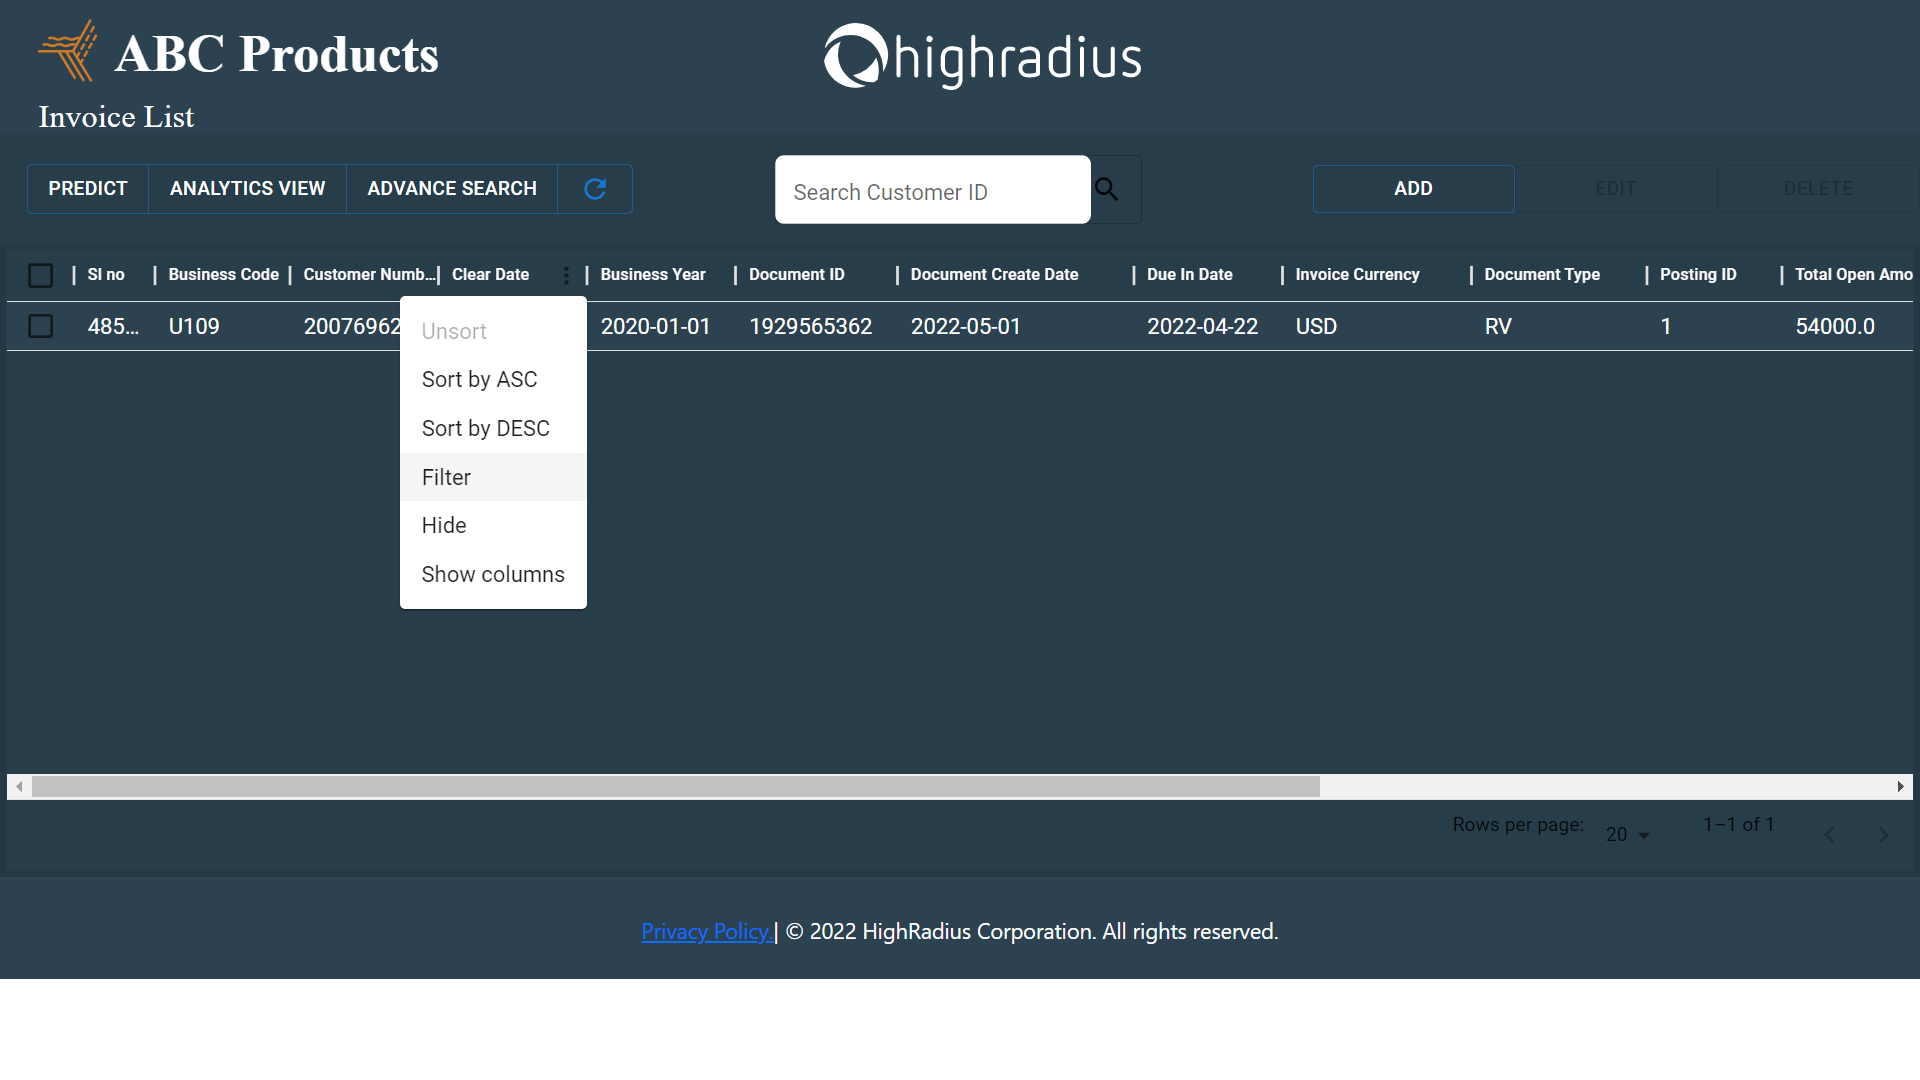 ABC Products
highradius
Invoice List
PREDICT ANALYTICS VIEW ADVANCE SEARCH Search Customer ID ADD EDIT DELETE
Sl no Business Code Customer Numb... Clear Date Business Year Document ID Document Create Date Due In Date Invoice Currency Document Type Posting ID Total Open Amo
485... U109 20076962 2020-01-01 1929565362 2022-05-01 2022-04-22 USD RV 1 54000.0
Unsort
Sort by ASC
Sort by DESC
Filter
Hide
Show columns
Rows per page: 20 1–1 of 1
Privacy Policy | © 2022 HighRadius Corporation. All rights reserved.